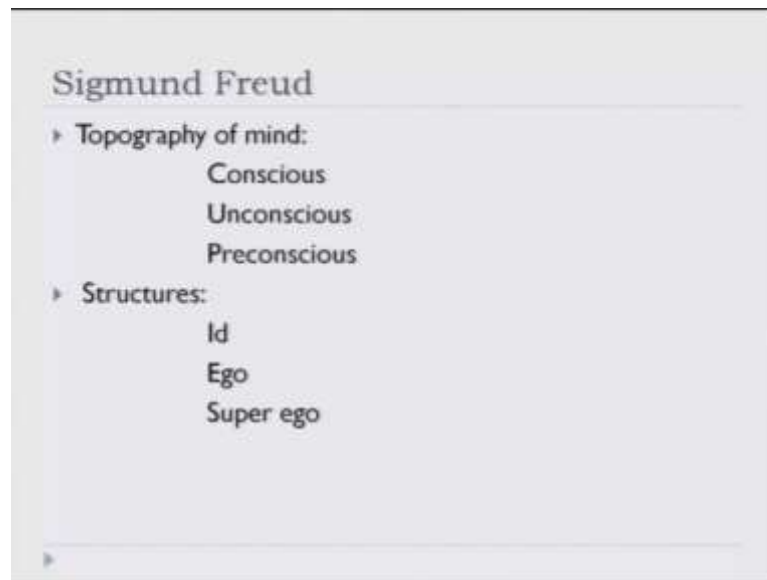 Sigmund Freud
Topography of mind:
Conscious
Unconscious
Preconscious
Structures:
Id
Ego
Super ego